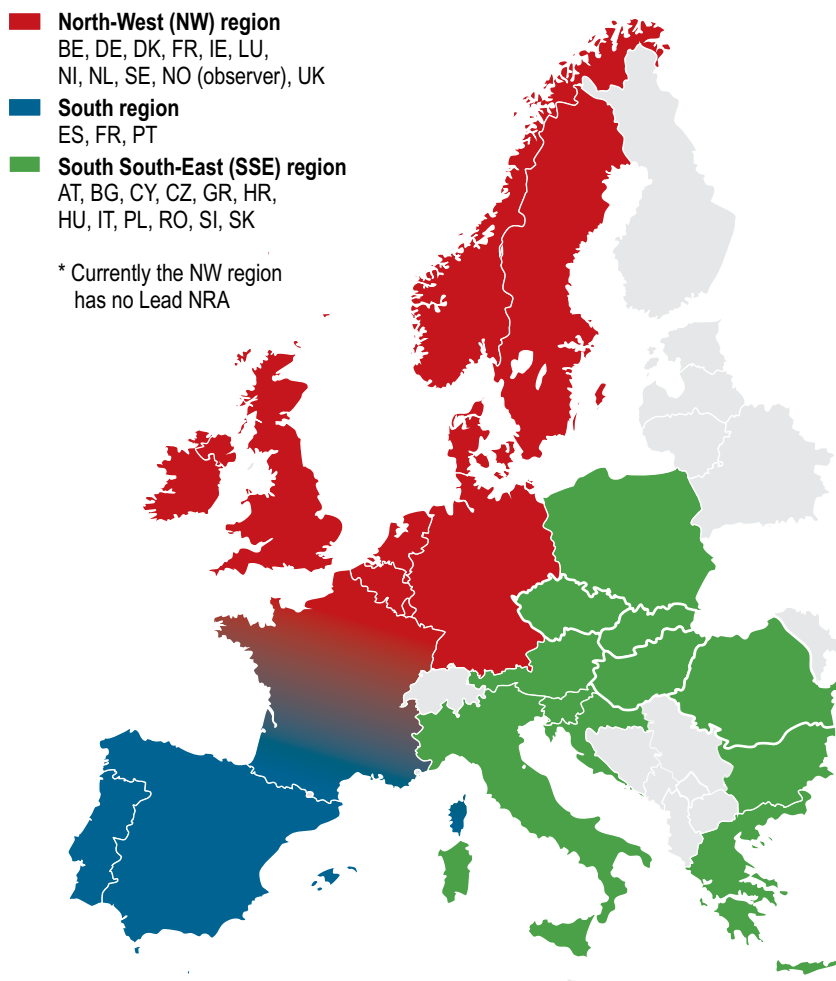 North-West (NW) region
BE, DE, DK, FR, IE, LU,
NI, NL, SE, NO (observer), UK
South region
ES, FR, PT
South South-East (SSE) region
AT, BG, CY, CZ, GR, HR,
HU, IT, PL, RO, SI, SK
* Currently the NW region
has no Lead NRA